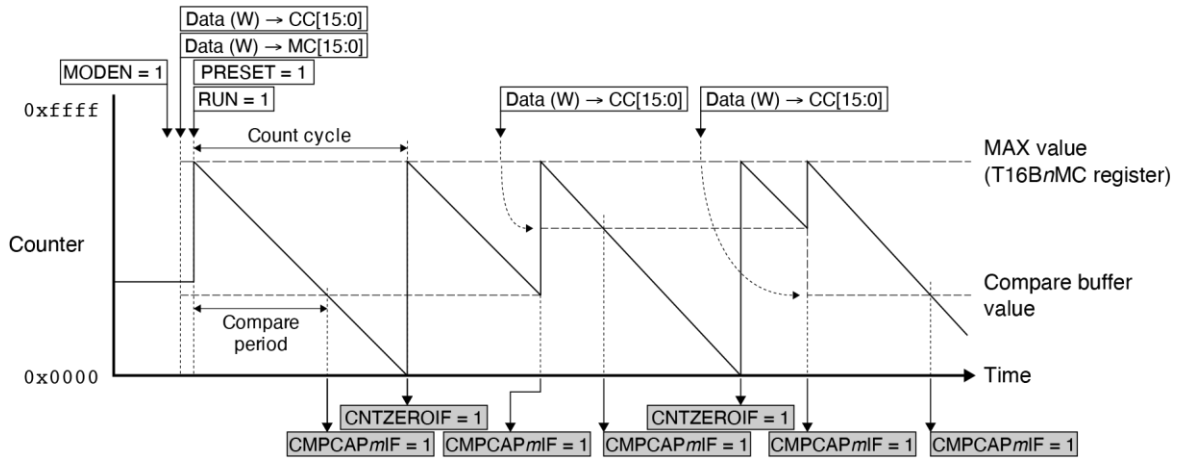 Data (W) → CC[15:0]
Data (W) → MC[15:0]
MODEN = 1
PRESET = 1
RUN = 1
Data (W) → CC[15:0]
Data (W) → CC[15:0]
0xffff
Count cycle
MAX value
(T16BnMC register)
Counter
Compare
period
Compare buffer
value
0x0000
Time
CNTZEROIF = 1
CNTZEROIF = 1
CMPCAPmIF = 1
CMPCAPmIF = 1
CMPCAPmIF = 1
CMPCAPmIF = 1
CMPCAPmIF = 1